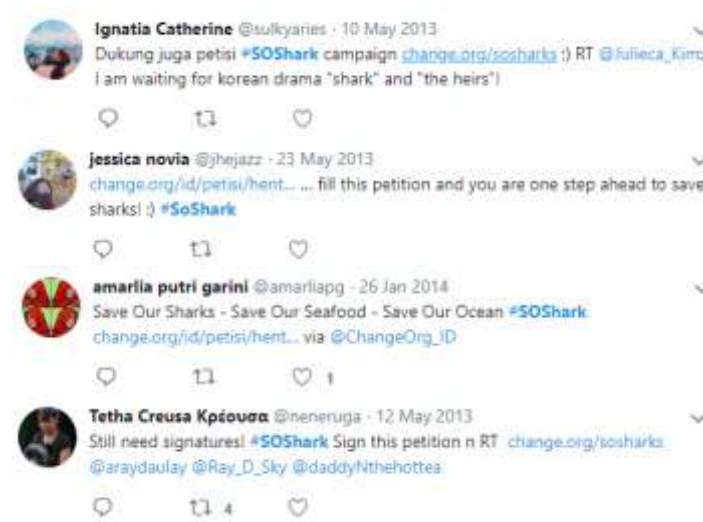 Ignatia Catherine @sulkyaries · 10 May 2013
Dukung juga petisi #SOShark campaign change.org/sosharks :) RT @Julieca_Kim
i am waiting for korean drama "shark" and "the heirs"!
jessica novia @jhejazz · 23 May 2013
change.org/id/petisi/hent... ... fill this petition and you are one step ahead to save
sharks! :) #SoShark
amarlia putri garini @amarliapg · 26 Jan 2014
Save Our Sharks - Save Our Seafood - Save Our Ocean #SOShark
change.org/id/petisi/hent... via @ChangeOrg_ID
1
Tetha Creusa Κρέουσα @neneruga · 12 May 2013
Still need signatures! #SOShark Sign this petition n RT change.org/sosharks
@araydaulay @Ray_D_Sky @daddyNthehottea
4